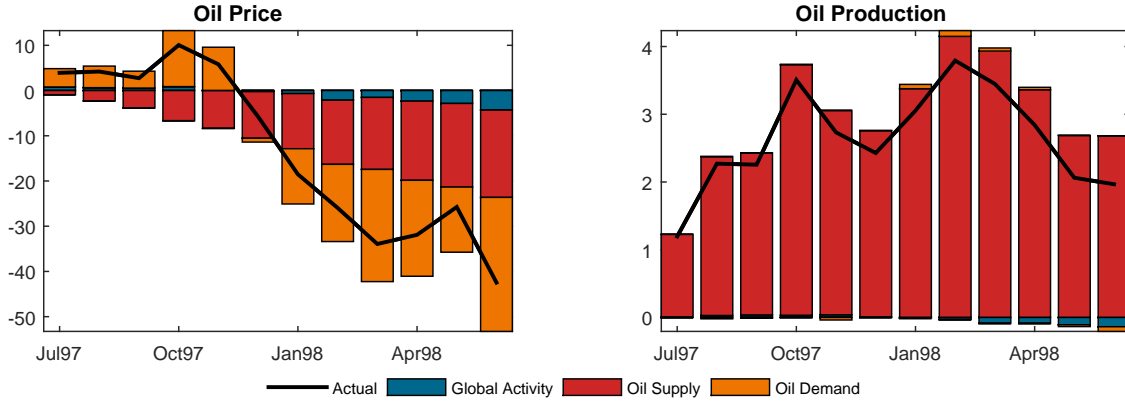 Oil Price
Oil Production
10
0
-10
-20
-30
-40
-50
Jul97 Oct97 Jan98 Apr98
4
3
2
1
0
Jul97 Oct97 Jan98 Apr98
Actual Global Activity Oil Supply Oil Demand